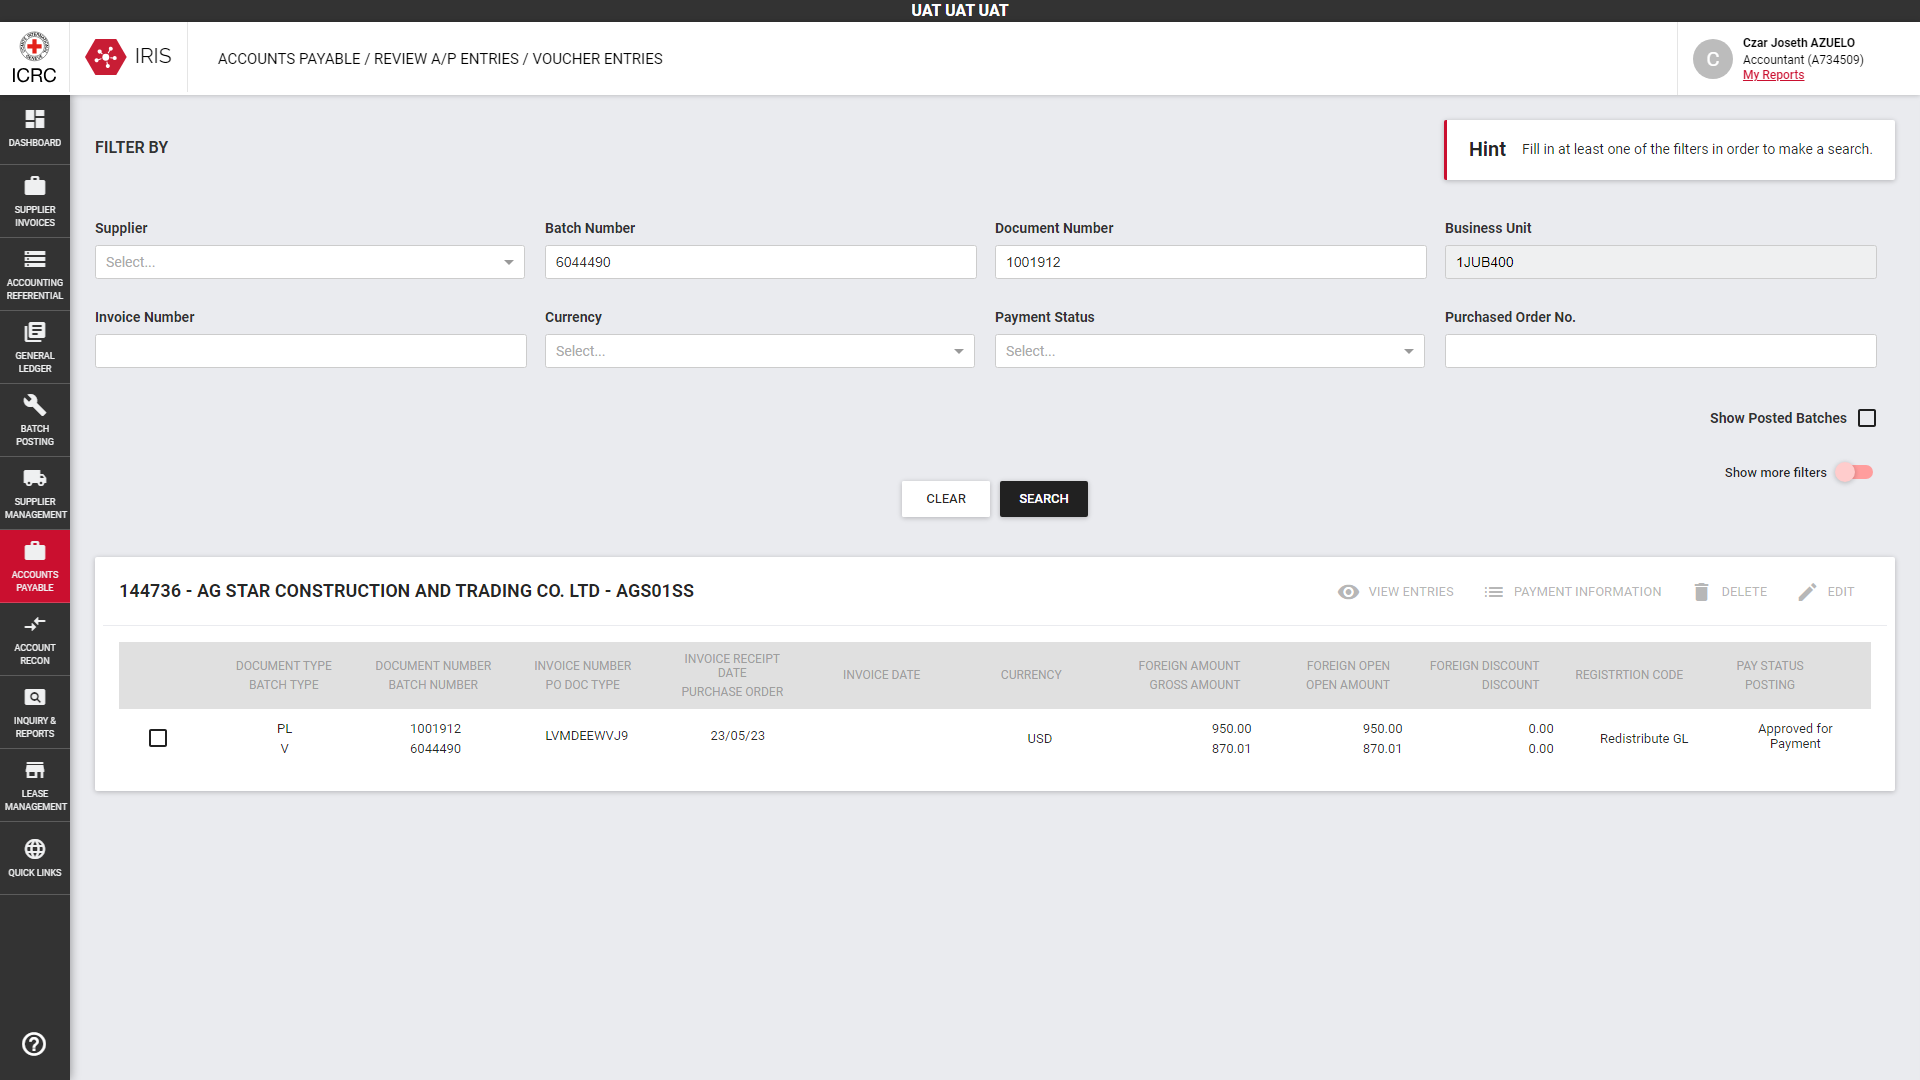 UAT UAT UAT
ICRC
IRIS
ACCOUNTS PAYABLE / REVIEW A/P ENTRIES / VOUCHER ENTRIES
C
Czar Joseth AZUELO
Accountant (A734509)
My Reports
DASHBOARD
SUPPLIER
INVOICES
ACCOUNTING
REFERENTIAL
GENERAL
LEDGER
BATCH
POSTING
SUPPLIER
MANAGEMENT
ACCOUNTS
PAYABLE
ACCOUNT
RECON
INQUIRY &
REPORTS
LEASE
MANAGEMENT
QUICK LINKS
FILTER BY
Hint Fill in at least one of the filters in order to make a search.
Supplier
Select...
Batch Number
6044490
Document Number
1001912
Business Unit
1JUB400
Invoice Number
Currency
Select...
Payment Status
Select...
Purchased Order No.
Show Posted Batches
Show more filters
CLEAR
SEARCH
144736 - AG STAR CONSTRUCTION AND TRADING CO. LTD - AGS01SS
VIEW ENTRIES
PAYMENT INFORMATION
DELETE
EDIT
DOCUMENT TYPE
BATCH TYPE
DOCUMENT NUMBER
BATCH NUMBER
INVOICE NUMBER
PO DOC TYPE
INVOICE RECEIPT
DATE
PURCHASE ORDER
INVOICE DATE
CURRENCY
FOREIGN AMOUNT
GROSS AMOUNT
FOREIGN OPEN
OPEN AMOUNT
FOREIGN DISCOUNT
DISCOUNT
REGISTRTION CODE
PAY STATUS
POSTING
PL
V
1001912
6044490
LVMDEEWVJ9
23/05/23
USD
950.00
870.01
950.00
870.01
0.00
0.00
Redistribute GL
Approved for
Payment